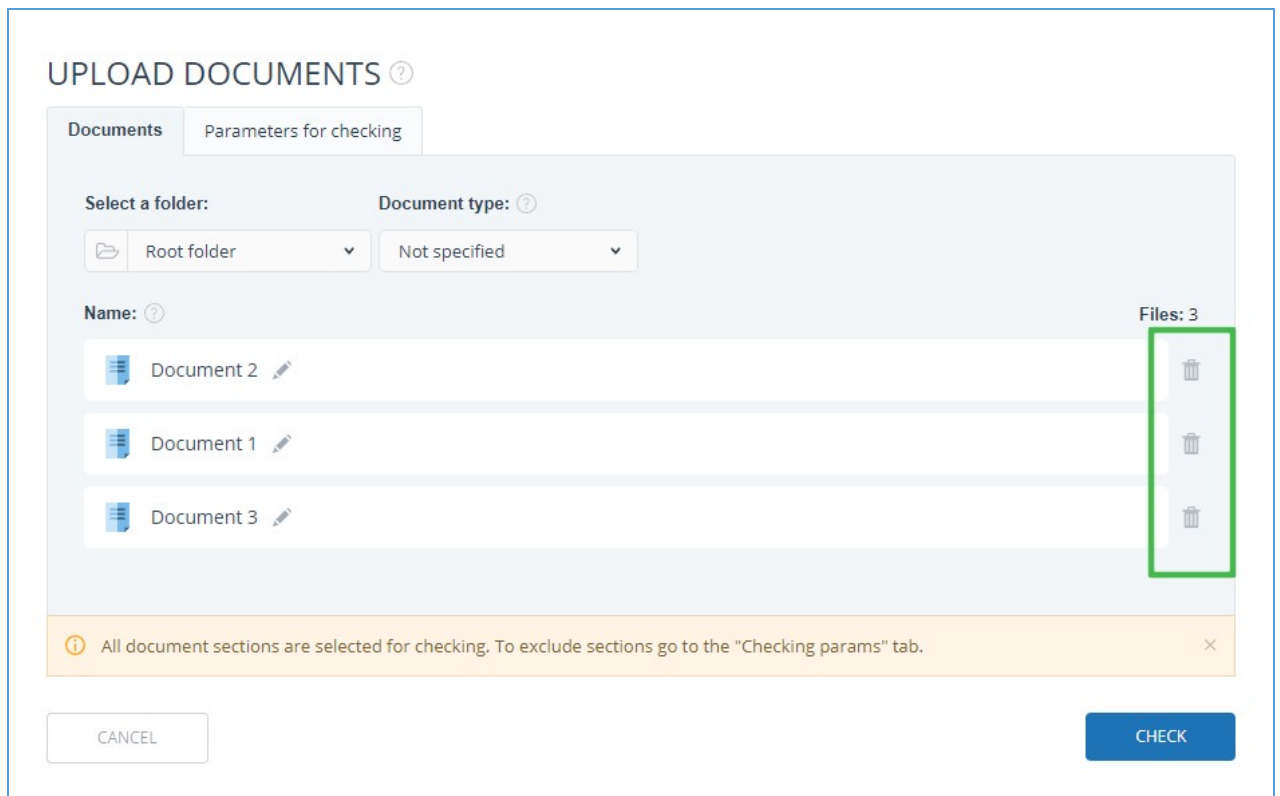 UPLOAD DOCUMENTS ?
Documents Parameters for checking
Select a folder: Document type: ?
Root folder Not specified
Name: ? Files: 3
Document 2
Document 1
Document 3
All document sections are selected for checking. To exclude sections go to the "Checking params" tab.
CANCEL CHECK